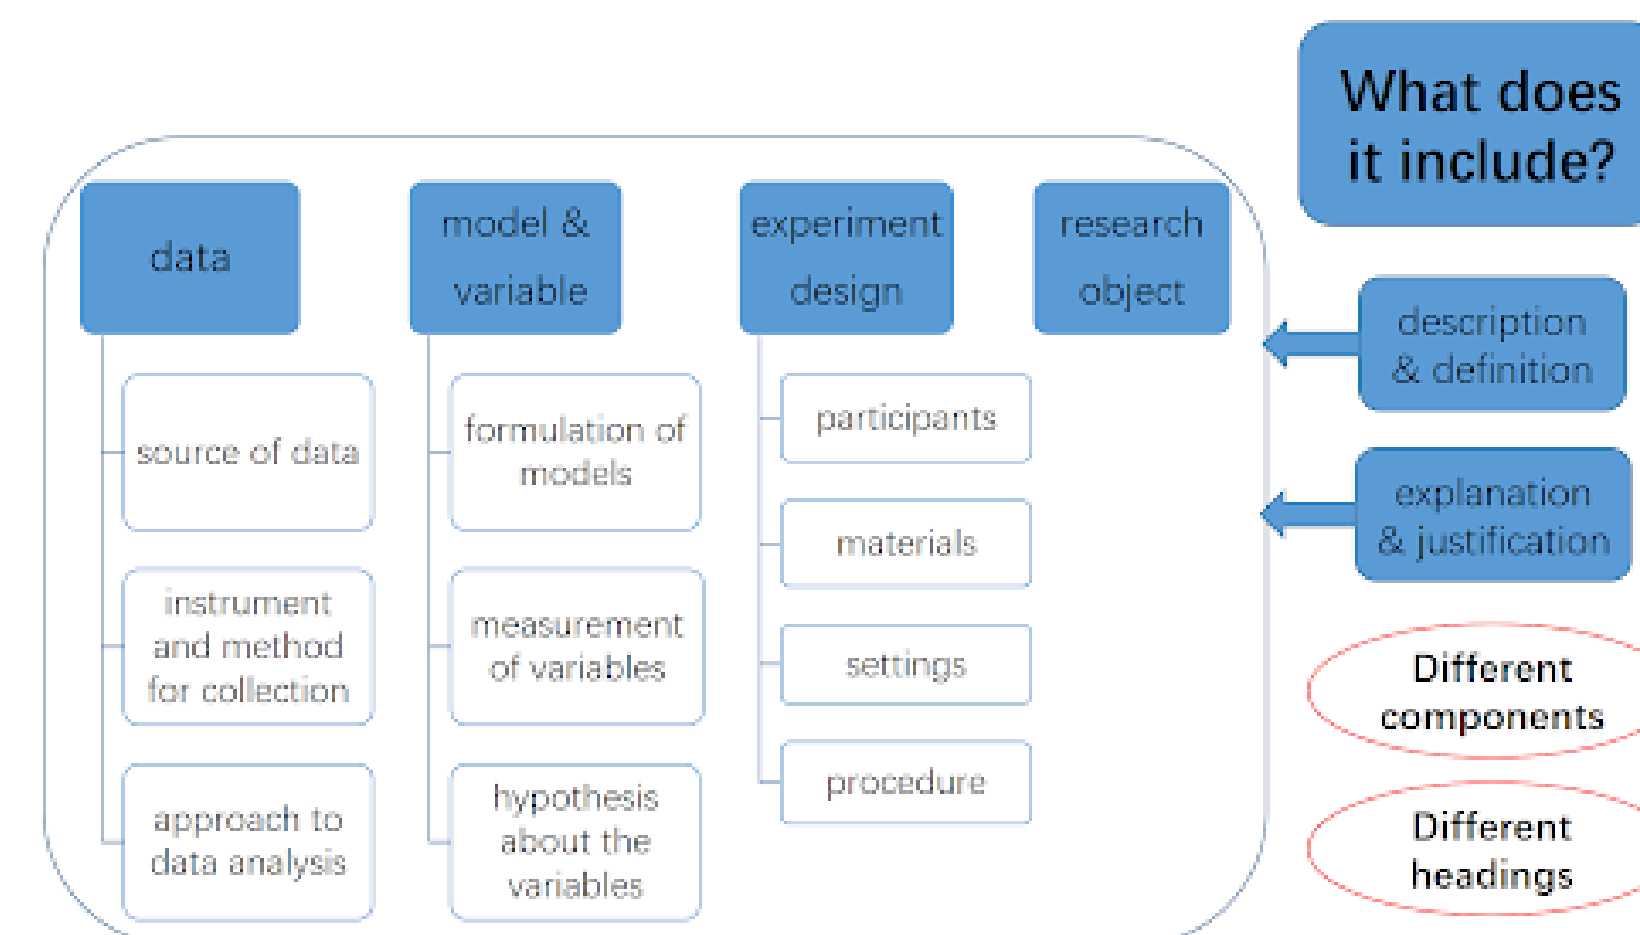 What does
it include?
data
source of data
instrument
and method
for collection
approach to
data analysis
model &
variable
formulation of
models
measurement
of variables
hypothesis
about the
variables
experiment
design
participants
materials
settings
procedure
research
object
description
& definition
explanation
& justification
Different
components
Different
headings